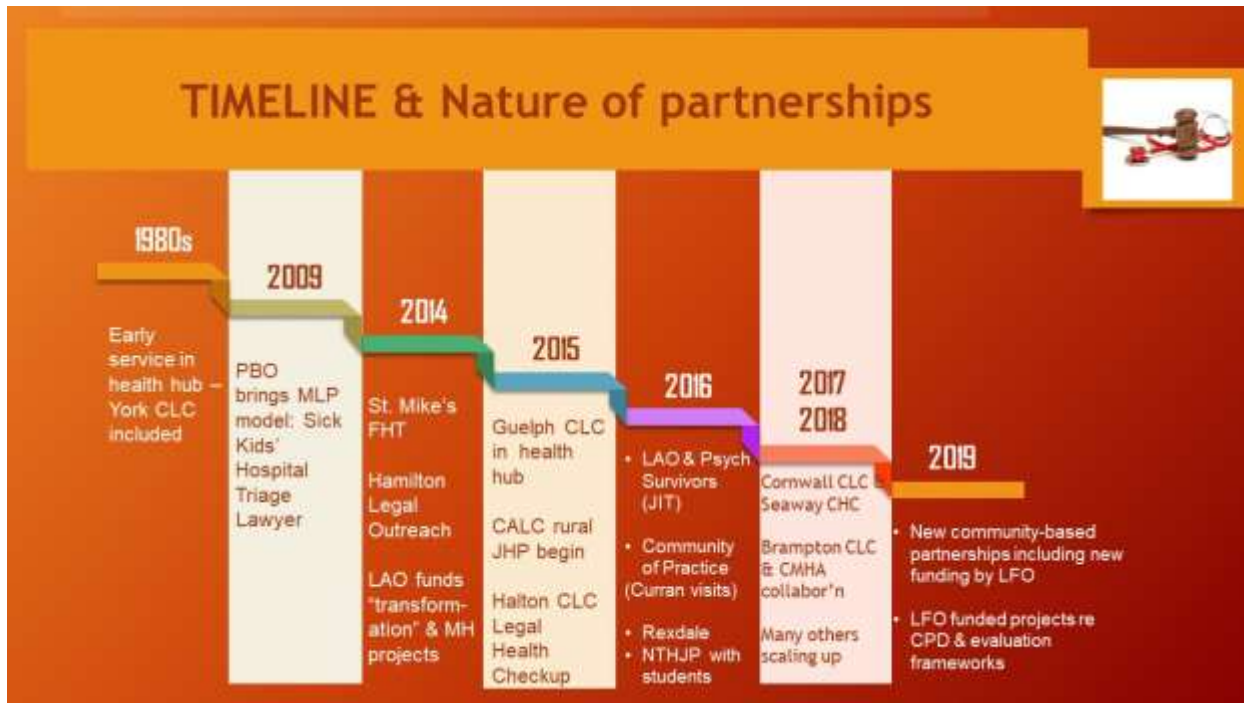 TIMELINE & Nature of partnerships
1980s
Early
service in
health hub –
York CLC
included
2009
PBO
brings MLP
model: Sick
Kids'
Hospital
Triage
Lawyer
2014
St. Mike's
FHT
Hamilton
Legal
Outreach
LAO funds
"transform-
ation" & MH
projects
2015
Guelph CLC
in health
hub
CALC rural
JHP begin
Halton CLC
Legal
Health
Checkup
2016
• LAO & Psych
Survivors
(JIT)
• Community
of Practice
(Curran visits)
• Rexdale
• NTHJP with
students
2017
2018
Cornwall CLC
Seaway CHC
Brampton CLC
& CMHA
collabor'n
Many others
scaling up
2019
• New community-based
partnerships including new
funding by LFO
• LFO funded projects re
CPD & evaluation
frameworks